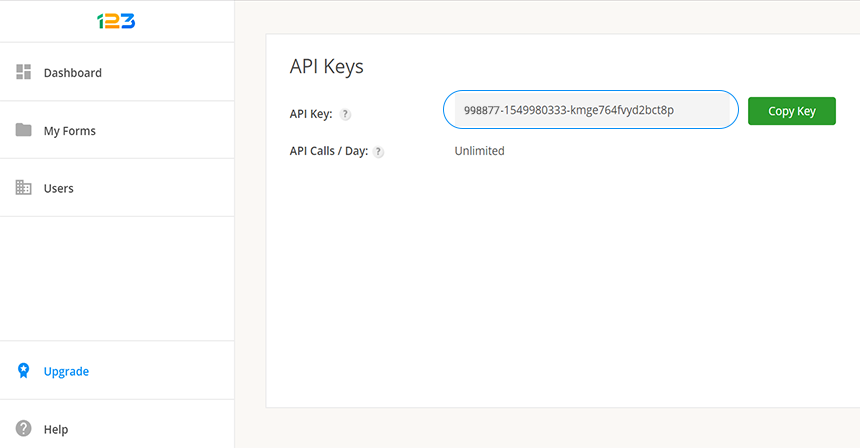 123
Dashboard
My Forms
Users
Upgrade
Help
API Keys
API Key: ?
998877-1549980333-kmge764fvyd2bct8p
Copy Key
API Calls / Day: ?
Unlimited